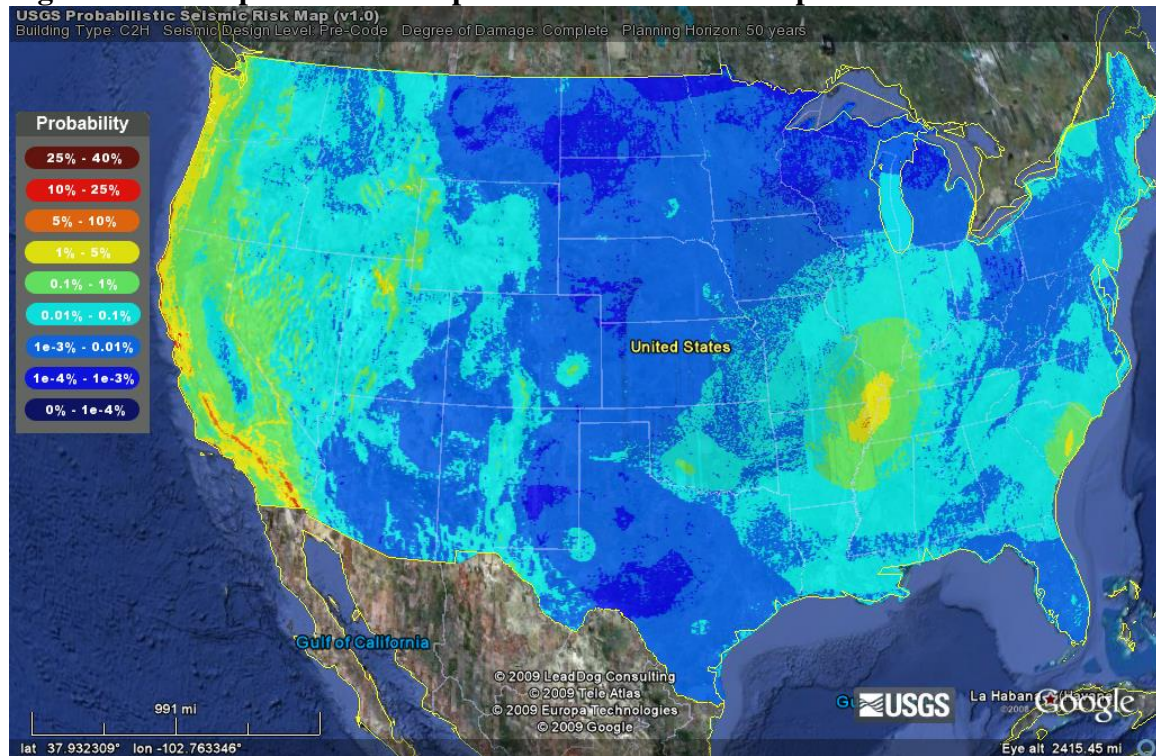 USGS Probabilistic Seismic Risk Map (v1.0)
Building Type: C2H Seismic Design Level: Pre-Code Degree of Damage: Complete Planning Horizon: 50 years
Probability
25% - 40%
10% - 25%
5% - 10%
1% - 5%
0.1% - 1%
0.01% - 0.1%
1e-3% - 0.01%
1e-4% - 1e-3%
0% - 1e-4%
United States
Gulf of California
© 2009 LeadDog Consulting
© 2009 Tele Atlas
© 2009 Europa Technologies
© 2009 Google
USGS
La Habana
Google
991 mi
lat 37.932309° lon -102.763346°
Eye alt 2415.45 mi